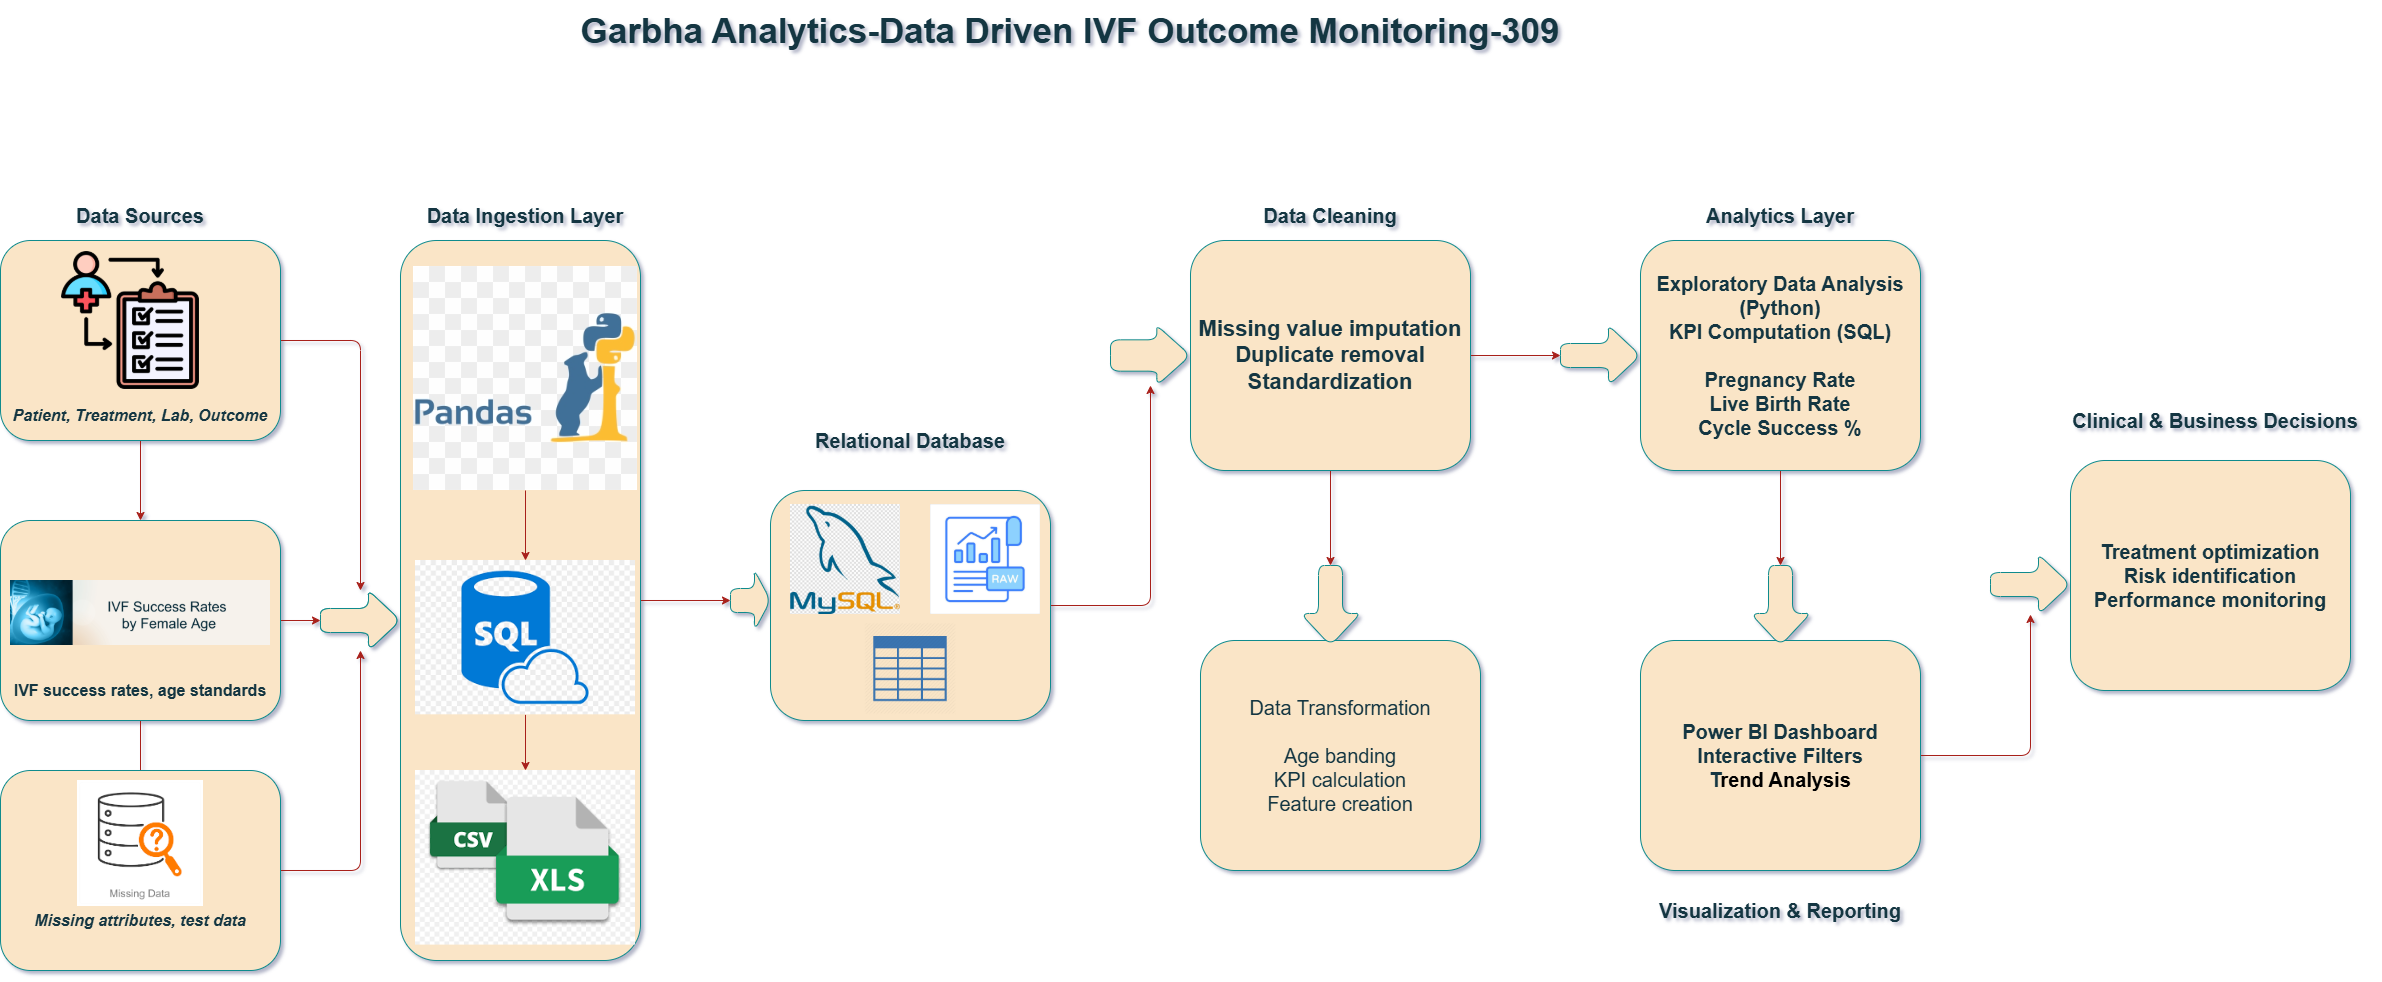 Garbha Analytics-Data Driven IVF Outcome Monitoring-309
Data Sources
Patient, Treatment, Lab, Outcome
IVF Success Rates
by Female Age
IVF success rates, age standards
Missing Data
Missing attributes, test data
Data Ingestion Layer
Pandas
SQL
CSV
XLS
Relational Database
MySQL®
RAW
Data Cleaning
Missing value imputation
Duplicate removal
Standardization
Data Transformation
Age banding
KPI calculation
Feature creation
Analytics Layer
Exploratory Data Analysis
(Python)
KPI Computation (SQL)
Pregnancy Rate
Live Birth Rate
Cycle Success %
Power BI Dashboard
Interactive Filters
Trend Analysis
Visualization & Reporting
Clinical & Business Decisions
Treatment optimization
Risk identification
Performance monitoring